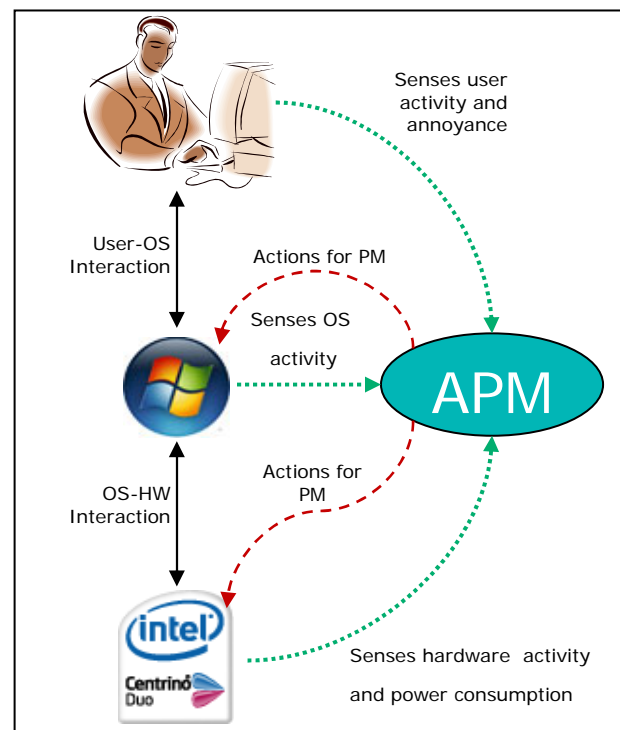 Senses user
activity and
annoyance
User-OS
Interaction
Actions for PM
Senses OS
activity
APM
Actions for
PM
OS-HW
Interaction
intel
Centrino
Duo
Senses hardware activity
and power consumption